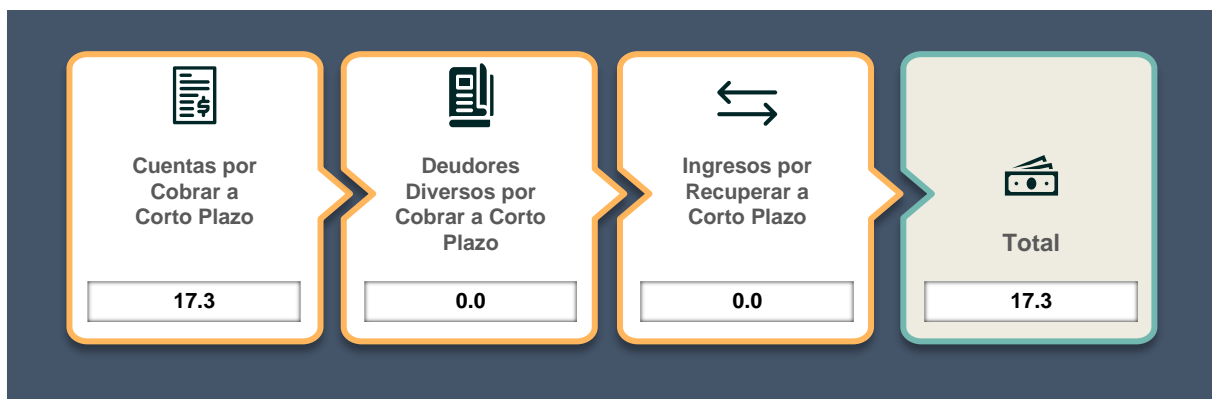 Cuentas por
Cobrar a
Corto Plazo
17.3
Deudores
Diversos por
Cobrar a Corto
Plazo
0.0
Ingresos por
Recuperar a
Corto Plazo
0.0
Total
17.3